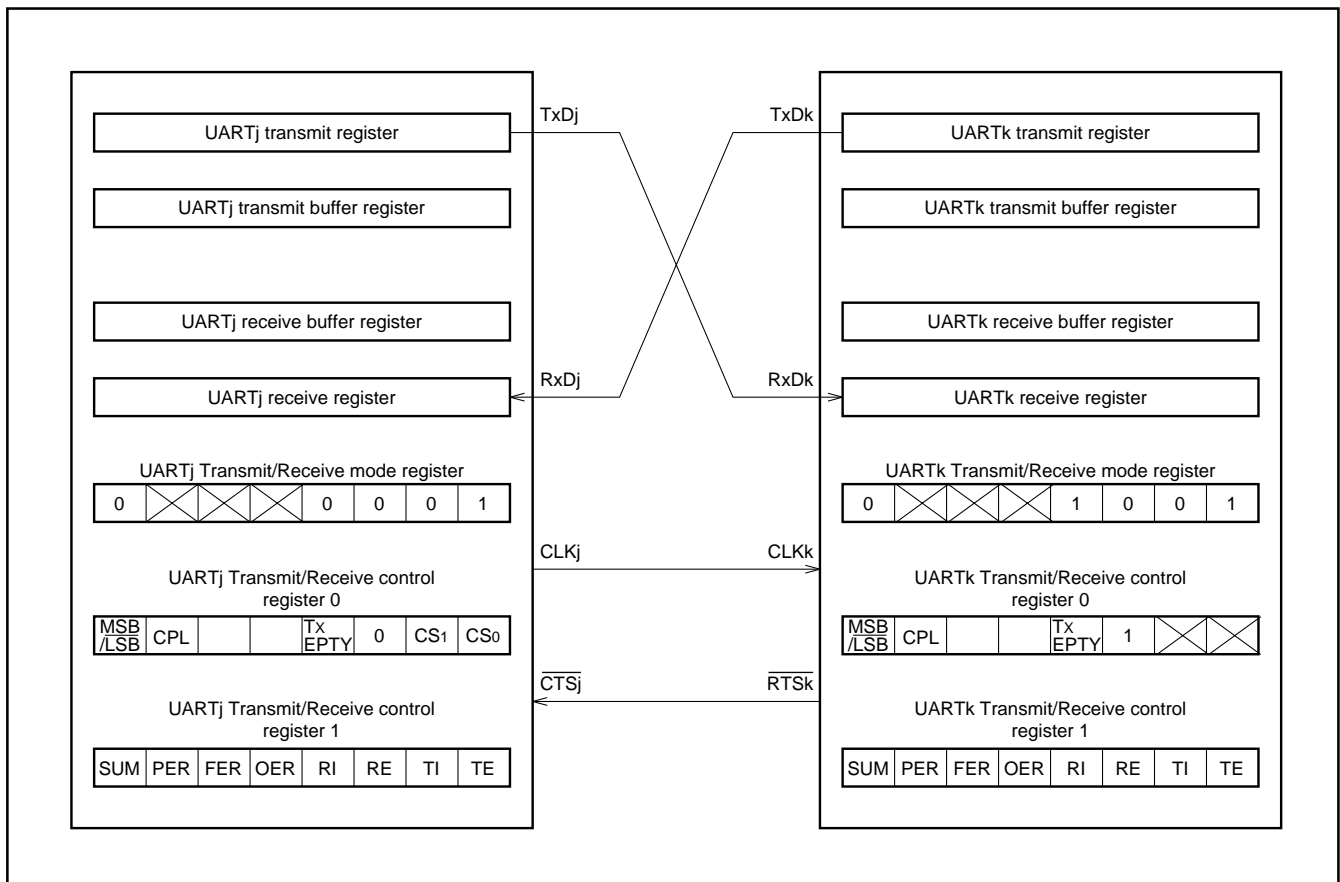 TxDj
TxDk
UARTj transmit register
UARTk transmit register
UARTj transmit buffer register
UARTk transmit buffer register
UARTj receive buffer register
UARTk receive buffer register
RxDj
RxDk
UARTj receive register
UARTk receive register
UARTj Transmit/Receive mode register
UARTk Transmit/Receive mode register
0 0 0 0 1
0 1 0 0 1
CLKj
CLKk
UARTj Transmit/Receive control
register 0
UARTk Transmit/Receive control
register 0
MSB
/LSB CPL TX
EPTY 0 CS1 CS0
MSB
/LSB CPL TX
EPTY 1
CTSj
RTSk
UARTj Transmit/Receive control
register 1
UARTk Transmit/Receive control
register 1
SUM PER FER OER RI RE TI TE
SUM PER FER OER RI RE TI TE